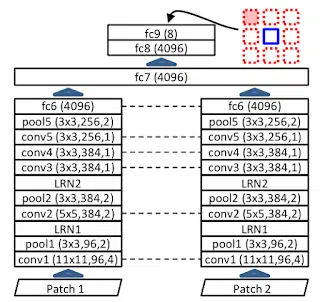 fc9 (8)
fc8 (4096)
fc7 (4096)
fc6 (4096)
pool5 (3x3,256,2)
conv5 (3x3,256,1)
conv4 (3x3,384,1)
conv3 (3x3,384,1)
LRN2
pool2 (3x3,384,2)
conv2 (5x5,384,2)
LRN1
pool1 (3x3,96,2)
conv1 (11x11,96,4)
Patch 1
fc6 (4096)
pool5 (3x3,256,2)
conv5 (3x3,256,1)
conv4 (3x3,384,1)
conv3 (3x3,384,1)
LRN2
pool2 (3x3,384,2)
conv2 (5x5,384,2)
LRN1
pool1 (3x3,96,2)
conv1 (11x11,96,4)
Patch 2